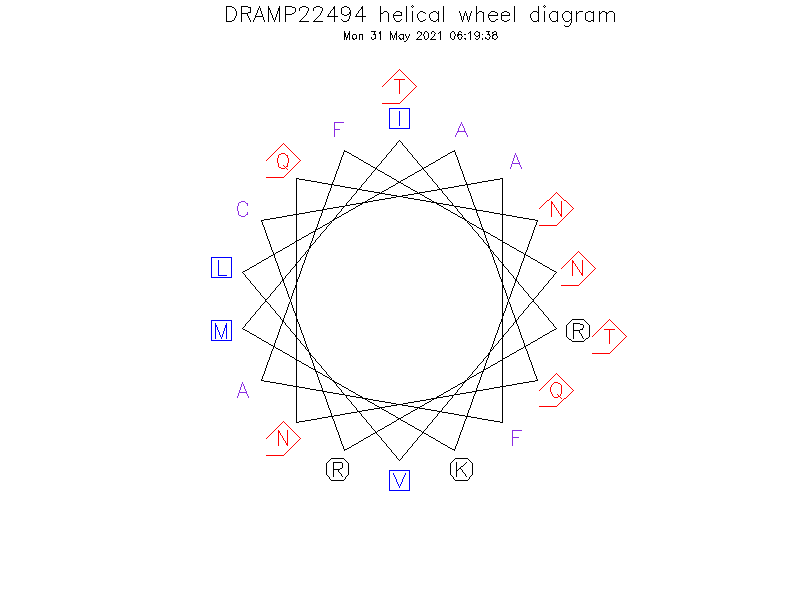 DRAMP22494 helical wheel diagram
Mon 31 May 2021 06:19:38
T
F I A
Q A
C N
L N
M R T
A Q
N F
R V K